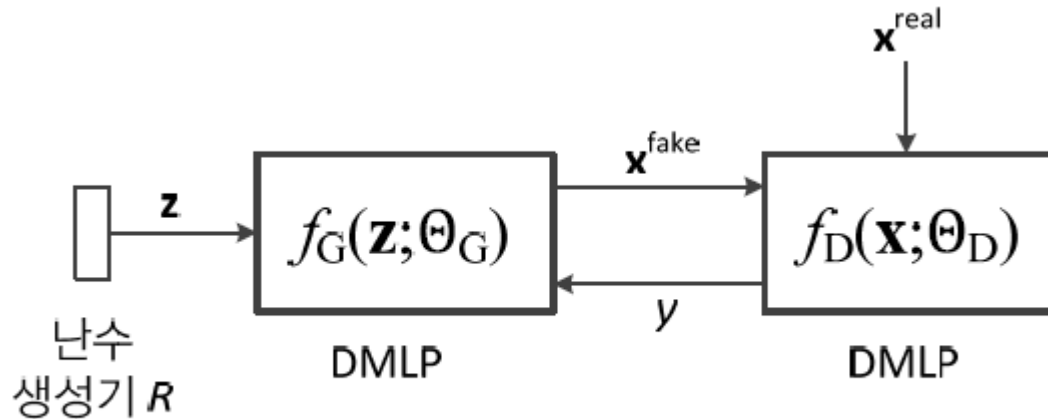 x^real
x^fake
z
f_G(z;Θ_G)
f_D(x;Θ_D)
y
난수
생성기 R
DMLP
DMLP